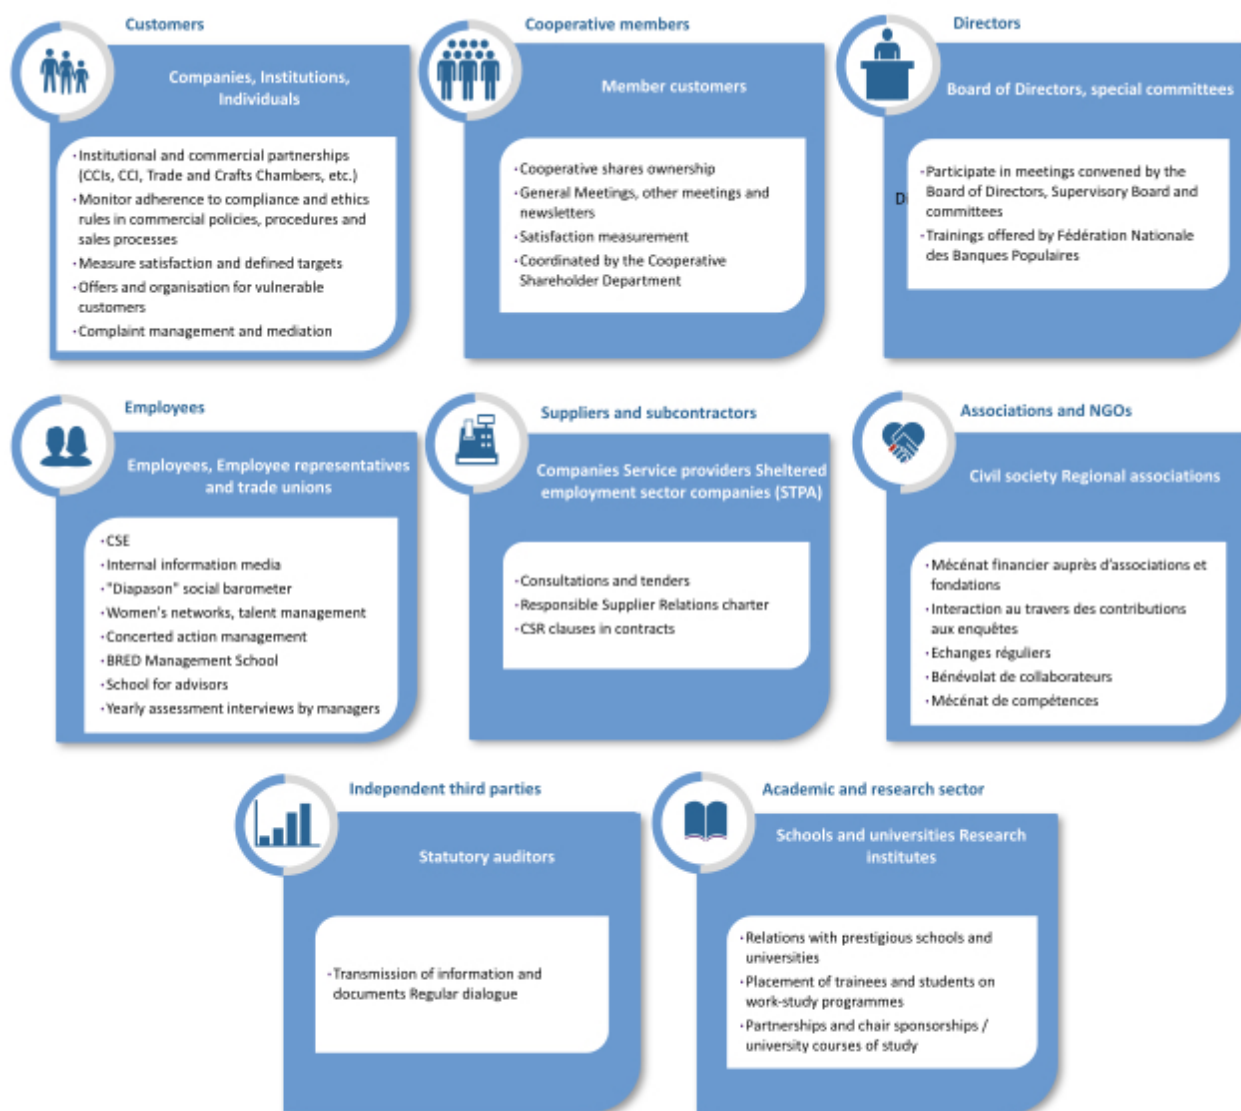 Customers
Companies, Institutions,
Individuals
·Institutional and commercial partnerships
(CCIs, CCI, Trade and Crafts Chambers, etc.)
·Monitor adherence to compliance and ethics
rules in commercial policies, procedures and
sales processes
·Measure satisfaction and defined targets
·Offers and organisation for vulnerable
customers
·Complaint management and mediation
Cooperative members
Member customers
·Cooperative shares ownership
·General Meetings, other meetings and
newsletters
·Satisfaction measurement
·Coordinated by the Cooperative
Shareholder Department
Directors
Board of Directors, special committees
·Participate in meetings convened by the
Board of Directors, Supervisory Board and
committees
·Trainings offered by Fédération Nationale
des Banques Populaires
Employees
Employees, Employee representatives
and trade unions
·CSE
·Internal information media
·"Diapason" social barometer
·Women's networks, talent management
·Concerted action management
·BRED Management School
·School for advisors
·Yearly assessment interviews by managers
Suppliers and subcontractors
Companies Service providers Sheltered
employment sector companies (STPA)
·Consultations and tenders
·Responsible Supplier Relations charter
·CSR clauses in contracts
Associations and NGOs
Civil society Regional associations
·Mécénat financier auprès d'associations et
fondations
·Interaction au travers des contributions
aux enquêtes
·Echanges réguliers
·Bénévolat de collaborateurs
·Mécénat de compétences
Independent third parties
Statutory auditors
·Transmission of information and
documents Regular dialogue
Academic and research sector
Schools and universities Research
institutes
·Relations with prestigious schools and
universities
·Placement of trainees and students on
work-study programmes
·Partnerships and chair sponsorships /
university courses of study